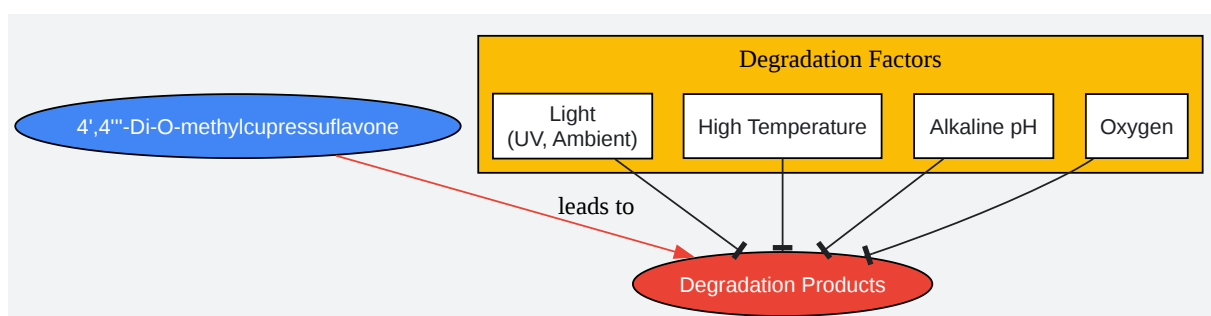 Degradation Factors
4',4'''-Di-O-methylcupressuflavone
Light
(UV, Ambient)
High Temperature
Alkaline pH
Oxygen
leads to
Degradation Products